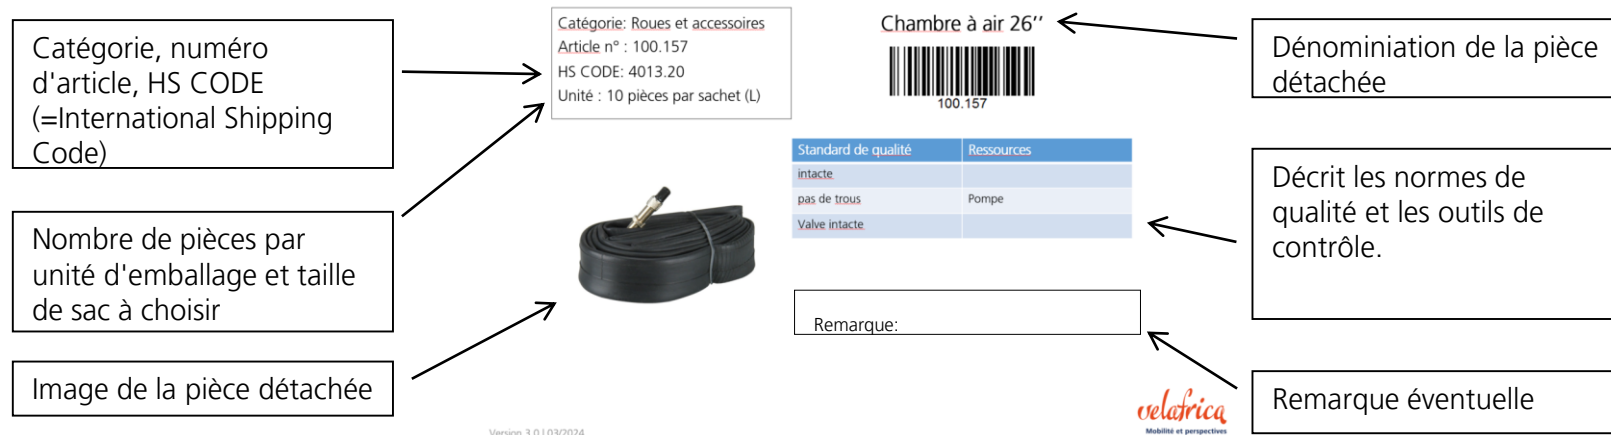 Catégorie, numéro
d'article, HS CODE
(=International Shipping
Code)
Nombre de pièces par
unité d'emballage et taille
de sac à choisir
Image de la pièce détachée
Catégorie: Roues et accessoires
Article n° : 100.157
HS CODE: 4013.20
Unité : 10 pièces par sachet (L)
Chambre à air 26’’
100.157
Standard de qualité Ressources
intacte
pas de trous Pompe
Valve intacte
Remarque:
velafrica
Mobilité et perspectives
Version 3.0 | 03/2024
Dénominiation de la pièce
détachée
Décrit les normes de
qualité et les outils de
contrôle.
Remarque éventuelle